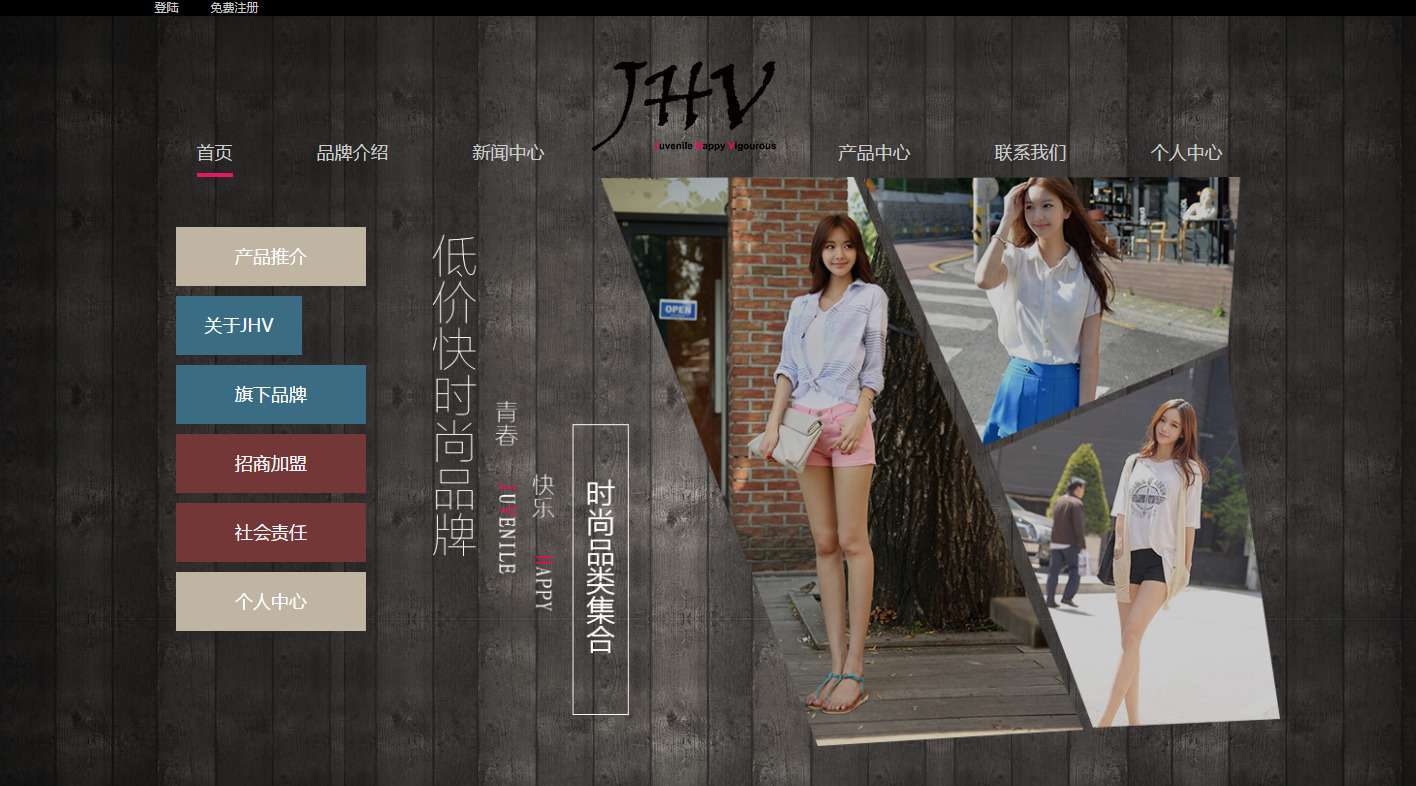 登陆
免费注册
JHV
Juvenile Happy Vigourous
首页
品牌介绍
新闻中心
产品中心
联系我们
个人中心
产品推介
关于JHV
旗下品牌
招商加盟
社会责任
个人中心
低价快时尚品牌
青春 JUVENILE
快乐 HAPPY
时尚品类集合
OPEN